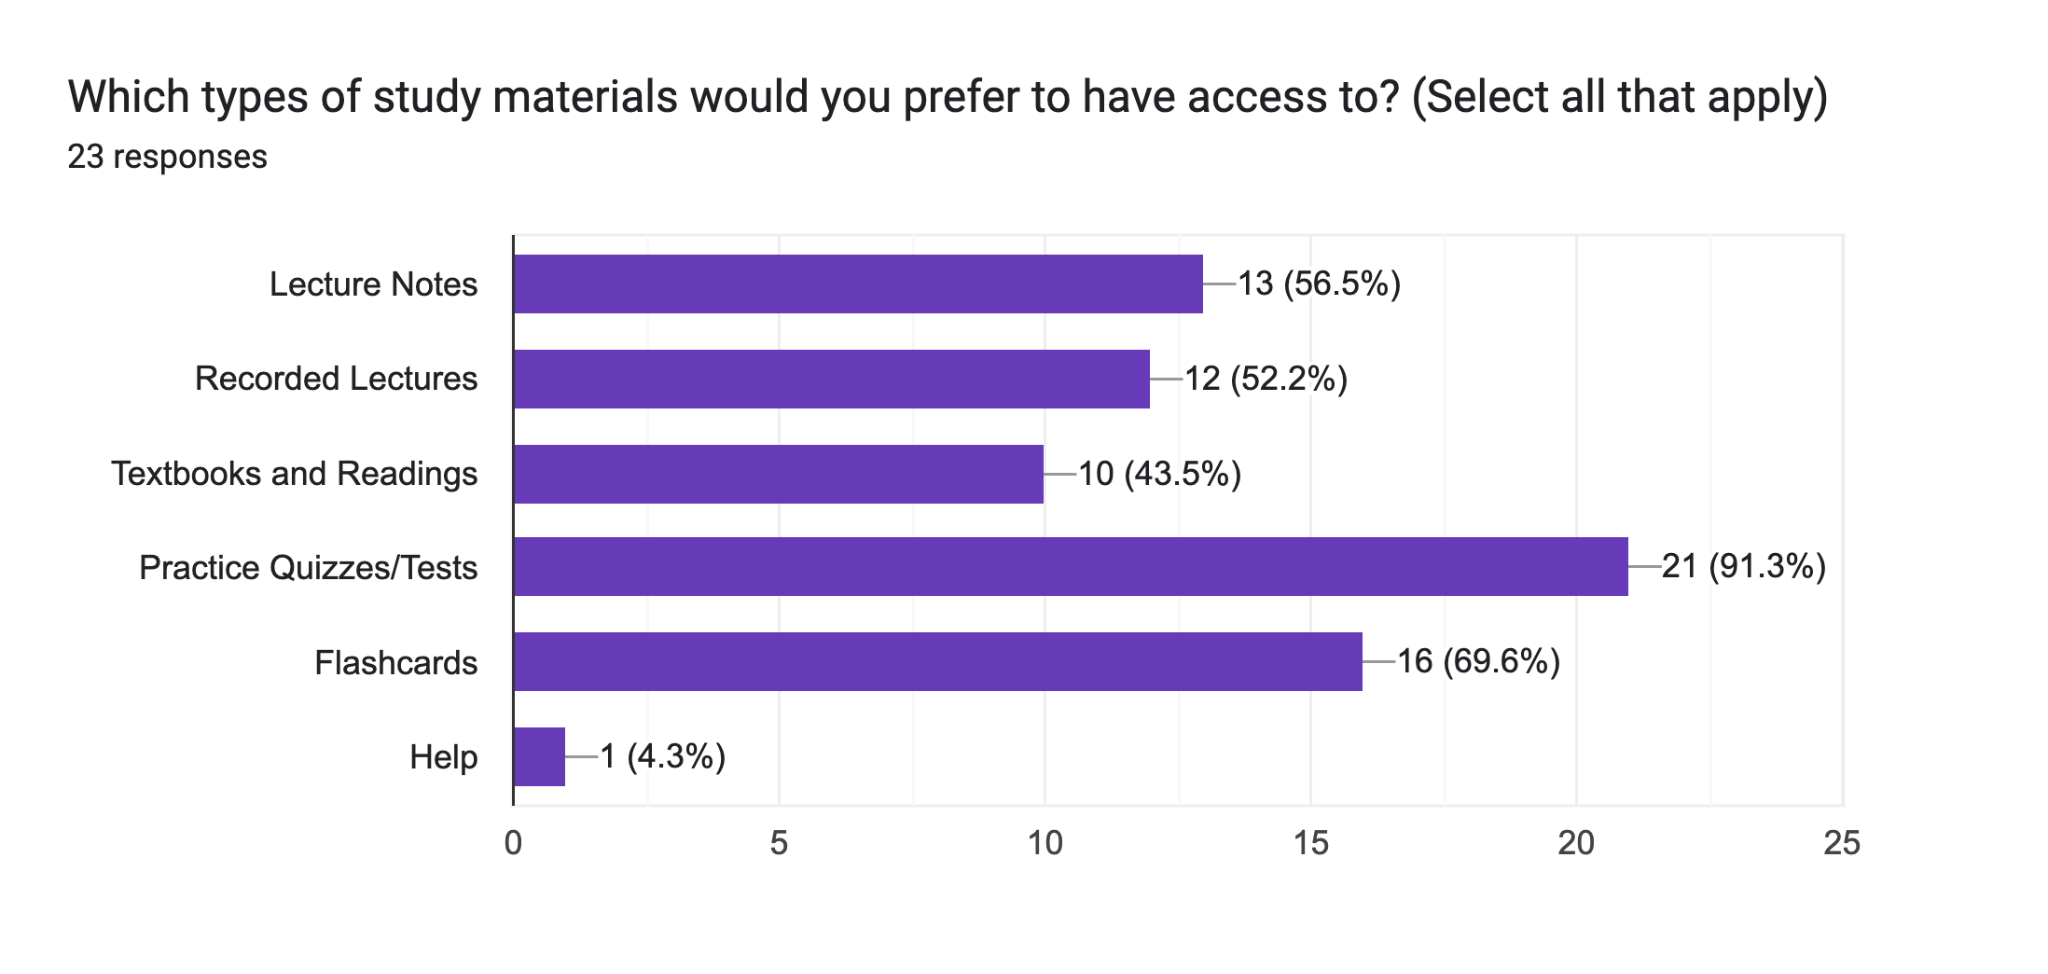 Which types of study materials would you prefer to have access to? (Select all that apply)
23 responses
Lecture Notes 13 (56.5%)
Recorded Lectures 12 (52.2%)
Textbooks and Readings 10 (43.5%)
Practice Quizzes/Tests 21 (91.3%)
Flashcards 16 (69.6%)
Help 1 (4.3%)
0 5 10 15 20 25